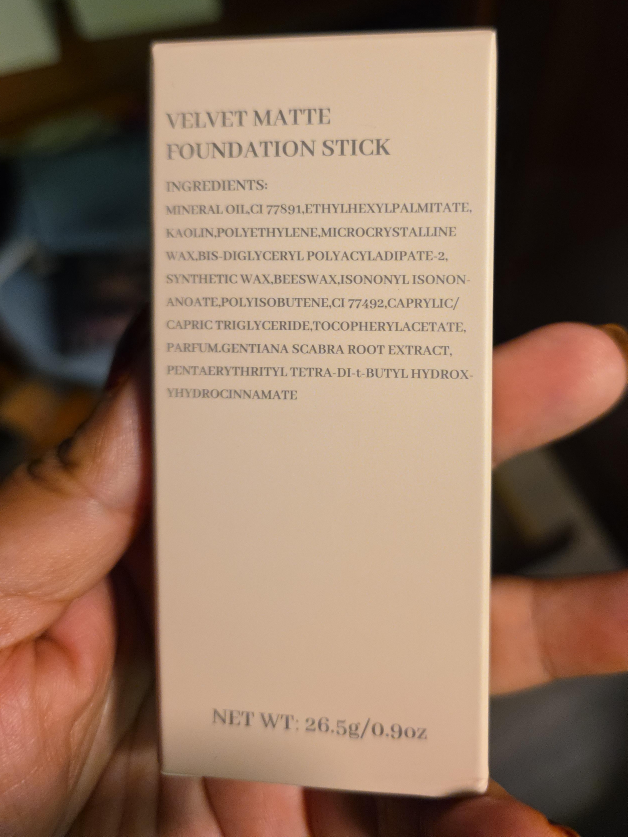 VELVET MATTE
FOUNDATION STICK
INGREDIENTS:
MINERAL OIL,CI 77891,ETHYLHEXYLPALMITATE,
KAOLIN,POLYETHYLENE,MICROCRYSTALLINE
WAX,BIS-DIGLYCERYL POLYACYLADIPATE-2,
SYNTHETIC WAX,BEESWAX,ISONONYL ISONON-
ANOATE,POLYISOBUTENE,CI 77492,CAPRYLIC/
CAPRIC TRIGLYCERIDE,TOCOPHERYLACETATE,
PARFUM.GENTIANA SCABRA ROOT EXTRACT,
PENTAERYTHRITYL TETRA-DI-t-BUTYL HYDROX-
YHYDROCINNAMATE
NET WT: 26.5g/0.9oz